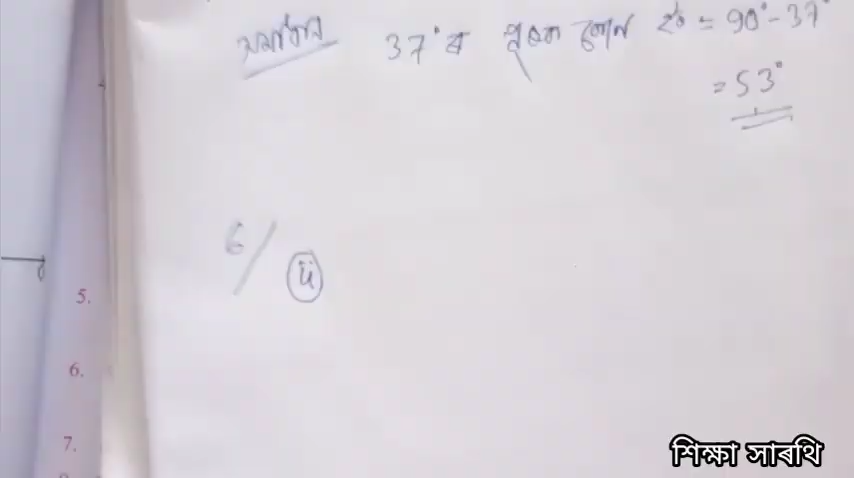 সমাধান 37° ৰ পূৰক কোণ হ'ব = 90° - 37°
= 53°
6/ (ii)
5.
6.
7.
শিক্ষা সাৰথি